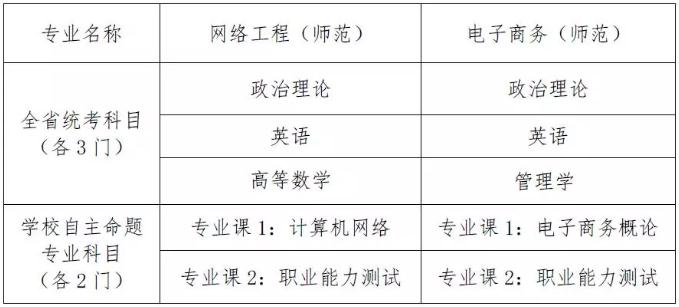 专业名称
网络工程（师范）
电子商务（师范）
全省统考科目
（各3门）
政治理论
政治理论
英语
英语
高等数学
管理学
学校自主命题
专业科目
（各2门）
专业课1：计算机网络
专业课1：电子商务概论
专业课2：职业能力测试
专业课2：职业能力测试